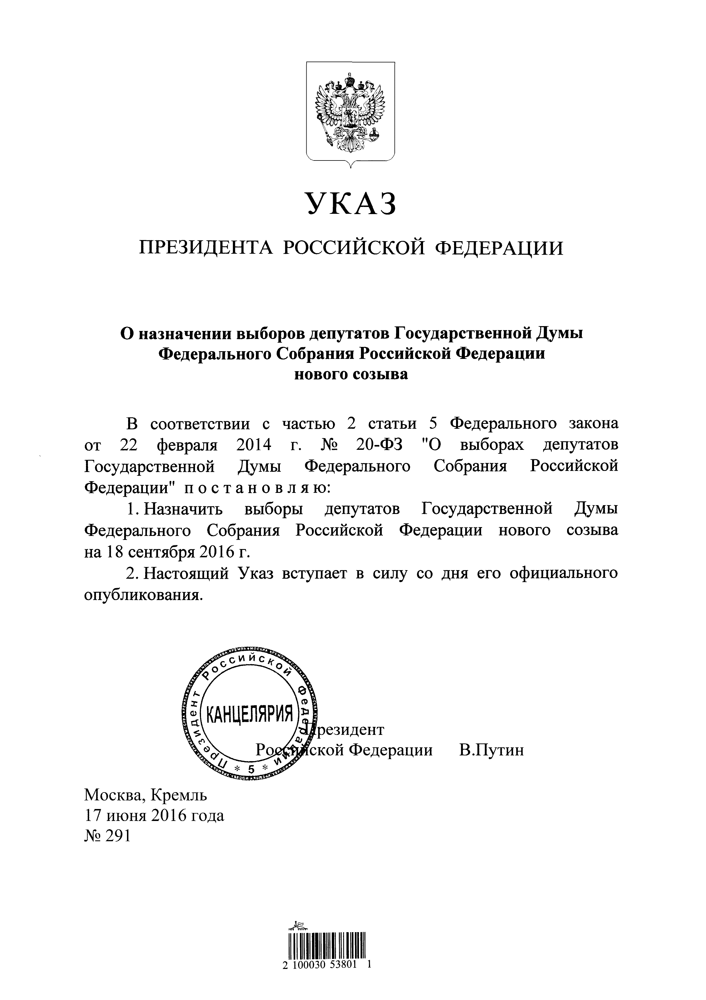 УКАЗ
ПРЕЗИДЕНТА РОССИЙСКОЙ ФЕДЕРАЦИИ
О назначении выборов депутатов Государственной Думы
Федерального Собрания Российской Федерации
нового созыва
В соответствии с частью 2 статьи 5 Федерального закона
от 22 февраля 2014 г. № 20-ФЗ "О выборах депутатов
Государственной Думы Федерального Собрания Российской
Федерации" п о с т а н о в л я ю:
1. Назначить выборы депутатов Государственной Думы
Федерального Собрания Российской Федерации нового созыва
на 18 сентября 2016 г.
2. Настоящий Указ вступает в силу со дня его официального
опубликования.
МОСКВА КРЕМЛЬ * МОСКВА КРЕМЛЬ
Президент Российской Федерации
КАНЦЕЛЯРИЯ
* 5 *
Президент
Российской Федерации В.Путин
Москва, Кремль
17 июня 2016 года
№ 291
2 100030 53801 1